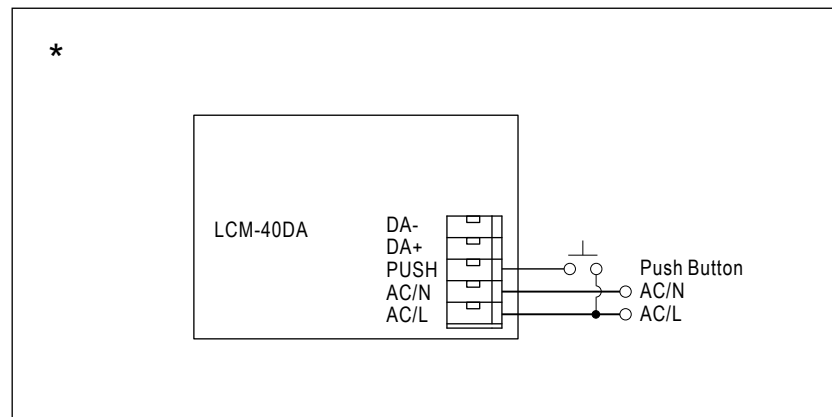 *
LCM-40DA
DA-
DA+
PUSH
AC/N
AC/L
Push Button
AC/N
AC/L